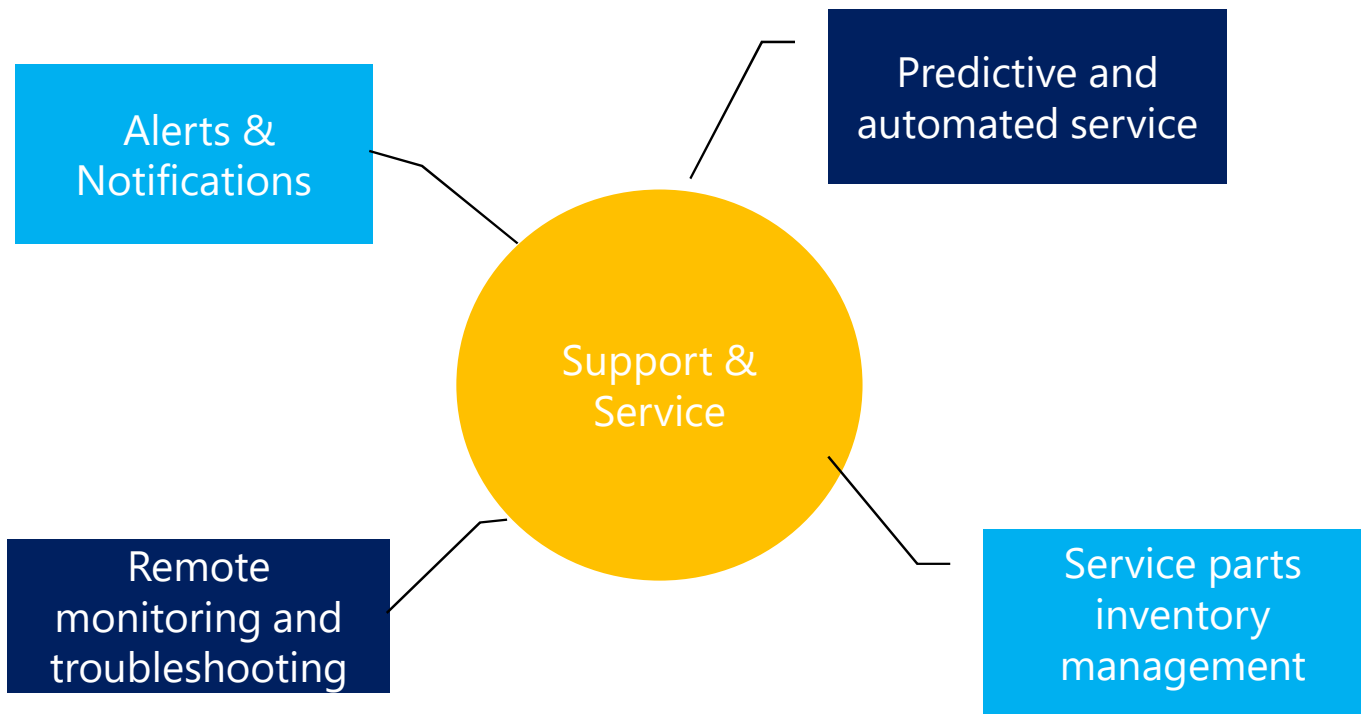 Predictive and
automated service
Alerts &
Notifications
Support &
Service
Remote
monitoring and
troubleshooting
Service parts
inventory
management